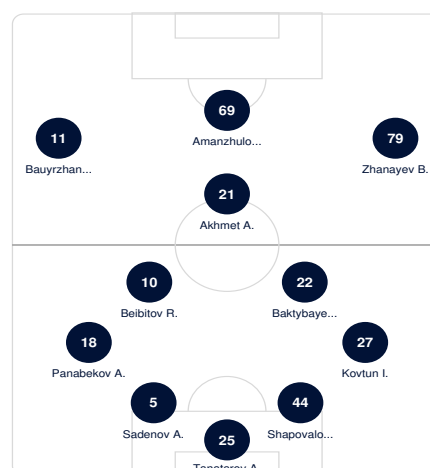 69
Amanzhulo...
11
Bauyrzhan...
79
Zhanayev B.
21
Akhmet A.
10
Beibitov R.
22
Baktybaye...
18
Panabekov A.
27
Kovtun I.
5
Sadenov A.
44
Shapovalo...
25